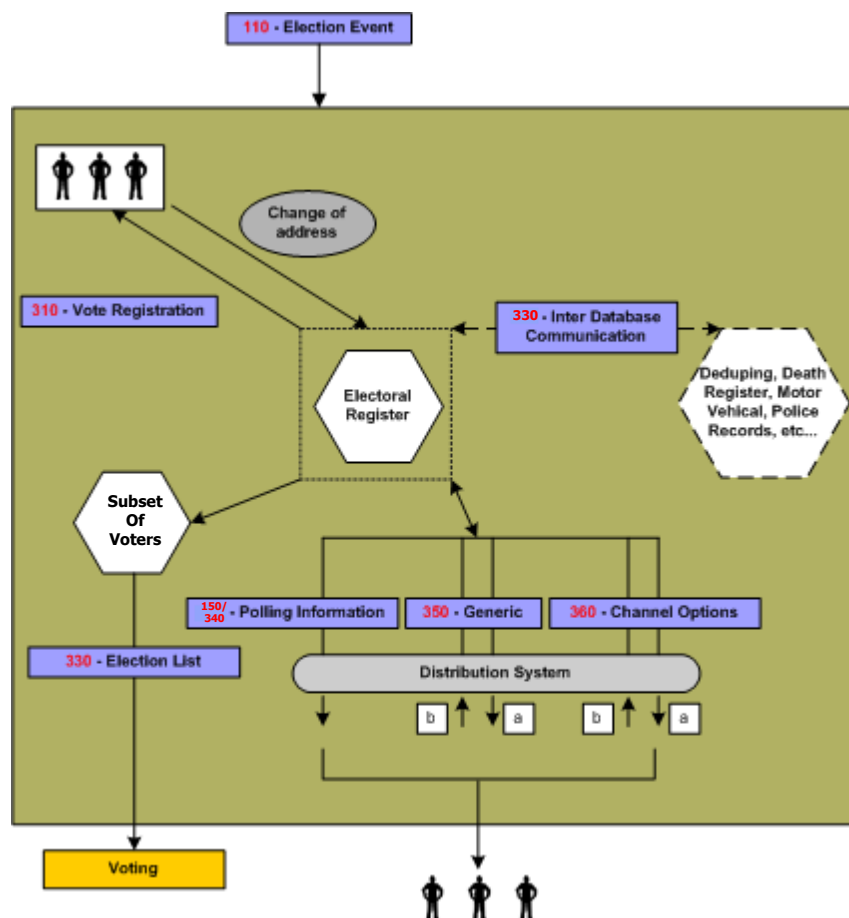 110 - Election Event
Change of
address
310 - Vote Registration
330 - Inter Database
Communication
Electoral
Register
Deduping, Death
Register, Motor
Vehical, Police
Records, etc...
Subset
Of
Voters
150/
340 - Polling Information
350 - Generic
360 - Channel Options
330 - Election List
Distribution System
b
a
b
a
Voting